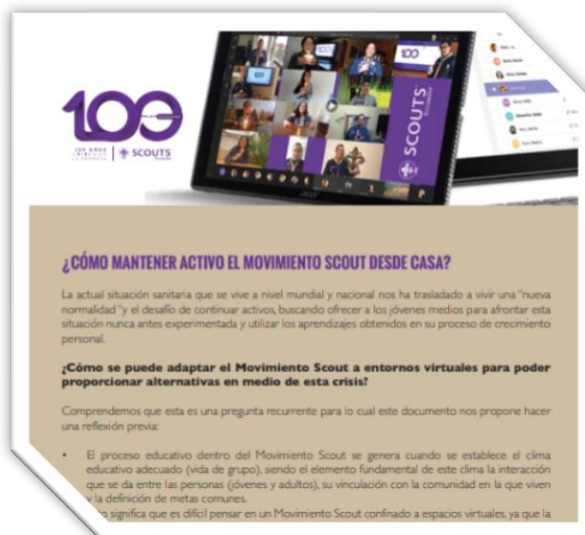 100
100
100
SCOUTS
100 AÑOS
SCOUTS
¿CÓMO MANTENER ACTIVO EL MOVIMIENTO SCOUT DESDE CASA?
La actual situación sanitaria que se vive a nivel mundial y nacional nos ha trasladado a vivir una "nueva
normalidad "y el desafío de continuar activos, buscando ofrecer a los jóvenes medios para afrontar esta
situación nunca antes experimentada y utilizar los aprendizajes obtenidos en su proceso de crecimiento
personal.
¿Cómo se puede adaptar el Movimiento Scout a entornos virtuales para poder
proporcionar alternativas en medio de esta crisis?
Comprendemos que esta es una pregunta recurrente para lo cual este documento nos propone hacer
una reflexión previa:
• El proceso educativo dentro del Movimiento Scout se genera cuando se establece el clima
educativo adecuado (vida de grupo), siendo el elemento fundamental de este clima la interacción
que se da entre las personas (jóvenes y adultos), su vinculación con la comunidad en la que viven
y la definición de metas comunes.
significa que es difícil pensar en un Movimiento Scout confinado a espacios virtuales, ya que la